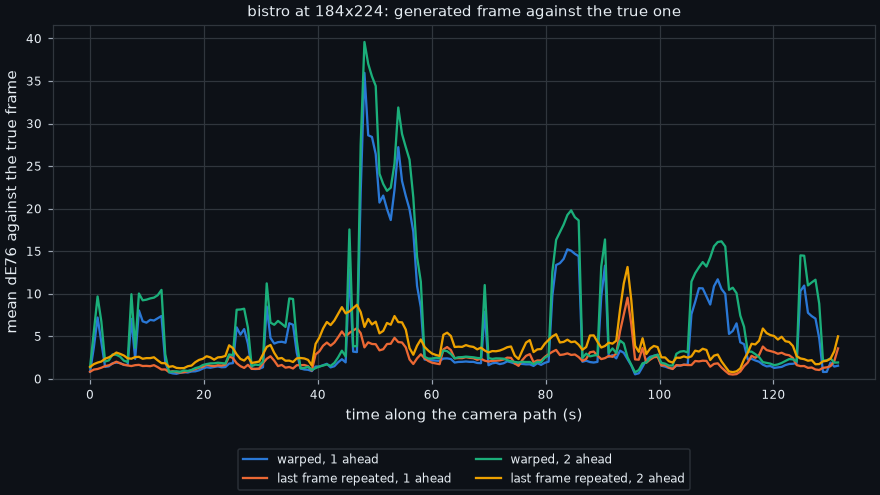 bistro at 184x224: generated frame against the true one
mean dE76 against the true frame
40
35
30
25
20
15
10
5
0
0 20 40 60 80 100 120
time along the camera path (s)
warped, 1 ahead warped, 2 ahead
last frame repeated, 1 ahead last frame repeated, 2 ahead